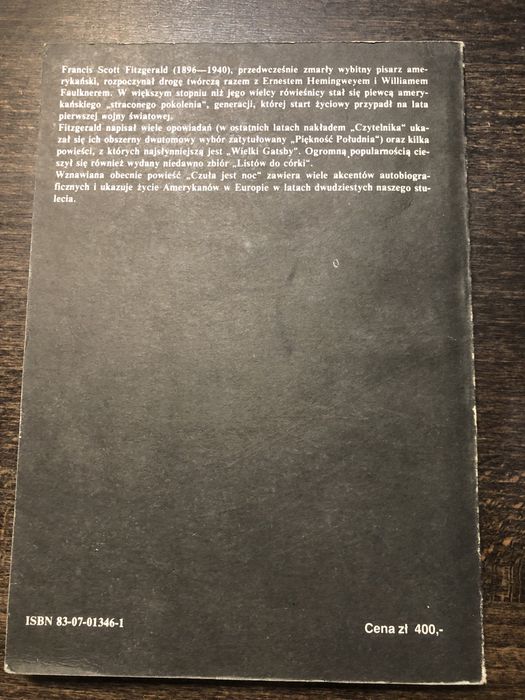 Francis Scott Fitzgerald (1896—1940), przedwcześnie zmarły wybitny pisarz ame-
rykański, rozpoczynał drogę twórczą razem z Ernestem Hemingweyem i Williamem
Faulknerem. W większym stopniu niż jego wielcy rówieśnicy stał się piewcą amery-
kańskiego „straconego pokolenia“, generacji, której start życiowy przypadł na lata
pierwszej wojny światowej.
Fitzgerald napisał wiele opowiadań (w ostatnich latach nakładem „Czytelnika“ uka-
zał się ich obszerny dwutomowy wybór zatytułowany „Piękność Południa“) oraz kilka
powieści, z których najsłynniejszą jest „Wielki Gatsby“. Ogromną popularnością cie-
szył się również wydany niedawno zbiór „Listów do córki“.
Wznawiana obecnie powieść „Czuła jest noc“ zawiera wiele akcentów autobiogra-
ficznych i ukazuje życie Amerykanów w Europie w latach dwudziestych naszego stu-
lecia.
ISBN 83-07-01346-1
Cena zł 400,-